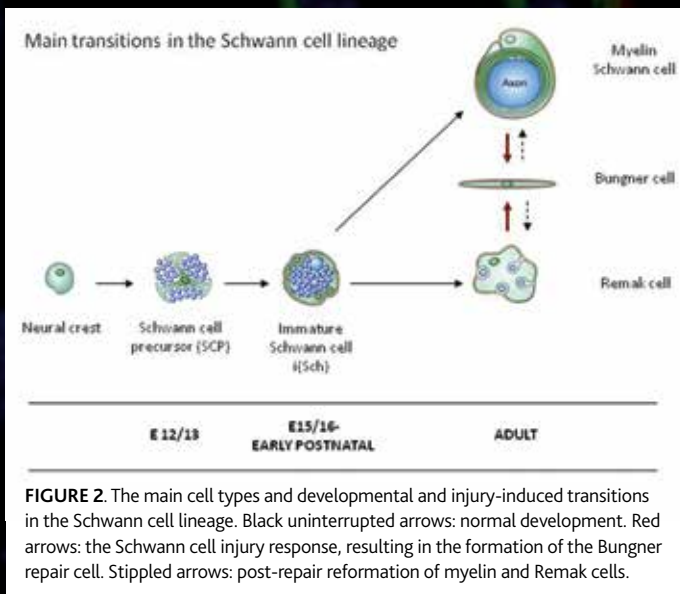 Main transitions in the Schwann cell lineage
Axon
Myelin
Schwann cell
Bungner cell
Remak cell
Neural crest
Schwann cell
precursor (SCP)
Immature
Schwann cell
i(Sch)
E 12/13
E15/16-
EARLY POSTNATAL
ADULT
FIGURE 2. The main cell types and developmental and injury-induced transitions
in the Schwann cell lineage. Black uninterrupted arrows: normal development. Red
arrows: the Schwann cell injury response, resulting in the formation of the Bungner
repair cell. Stippled arrows: post-repair reformation of myelin and Remak cells.